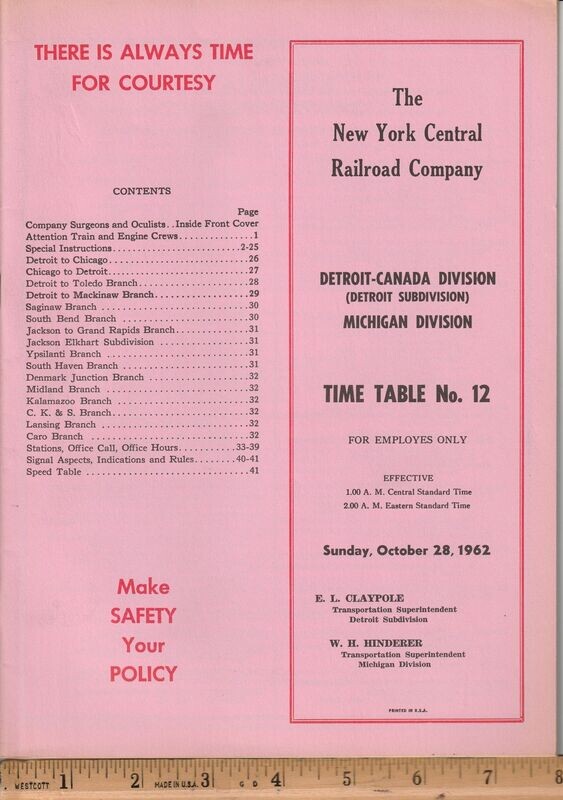 THERE IS ALWAYS TIME
FOR COURTESY
CONTENTS
Page
Company Surgeons and Oculists..Inside Front Cover
Attention Train and Engine Crews..............1
Special Instructions........................2-25
Detroit to Chicago..........................26
Chicago to Detroit..........................27
Detroit to Toledo Branch.....................28
Detroit to Mackinaw Branch..................29
Saginaw Branch ............................30
South Bend Branch .........................30
Jackson to Grand Rapids Branch..............31
Jackson Elkhart Subdivision .................31
Ypsilanti Branch ...........................31
South Haven Branch ........................31
Denmark Junction Branch ...................32
Midland Branch ............................32
Kalamazoo Branch .........................32
C. K. & S. Branch..........................32
Lansing Branch ............................32
Caro Branch ...............................32
Stations, Office Call, Office Hours...........33-39
Signal Aspects, Indications and Rules........40-41
Speed Table ...............................41
Make
SAFETY
Your
POLICY
The
New York Central
Railroad Company
DETROIT-CANADA DIVISION
(DETROIT SUBDIVISION)
MICHIGAN DIVISION
TIME TABLE No. 12
FOR EMPLOYES ONLY
EFFECTIVE
1.00 A. M. Central Standard Time
2.00 A. M. Eastern Standard Time
Sunday, October 28, 1962
E. L. CLAYPOLE
Transportation Superintendent
Detroit Subdivision
W. H. HINDERER
Transportation Superintendent
Michigan Division
PRINTED IN U.S.A.
WESTCOTT 1 2 MADE IN U.S.A. 3 G D 4 5 6 7 8